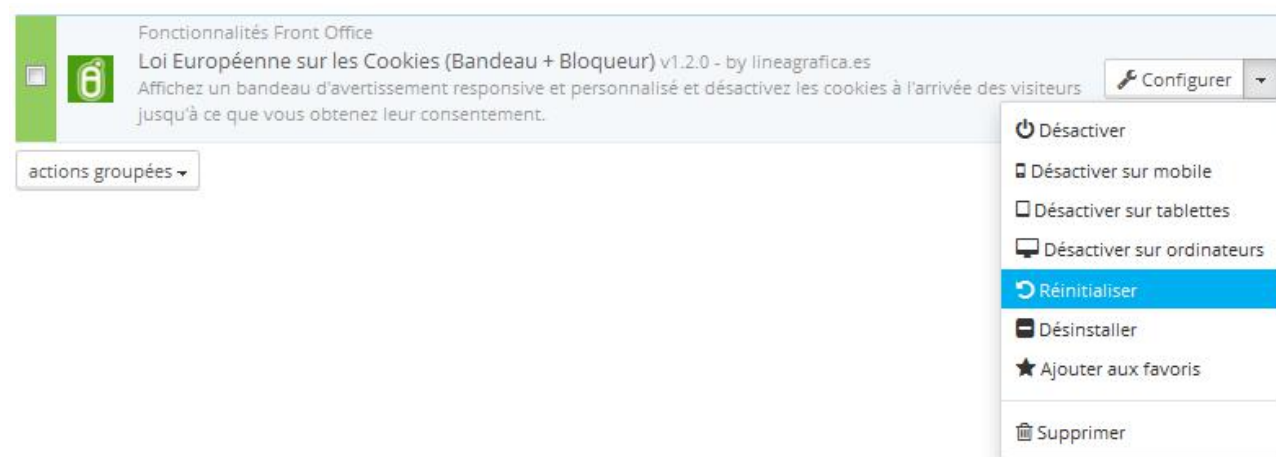 Fonctionnalités Front Office
Loi Européenne sur les Cookies (Bandeau + Bloqueur) v1.2.0 - by lineagrafica.es
Affichez un bandeau d'avertissement responsive et personnalisé et désactivez les cookies à l'arrivée des visiteurs
jusqu'à ce que vous obtenez leur consentement.
Configurer
actions groupées
Désactiver
Désactiver sur mobile
Désactiver sur tablettes
Désactiver sur ordinateurs
Réinitialiser
Désinstaller
Ajouter aux favoris
Supprimer